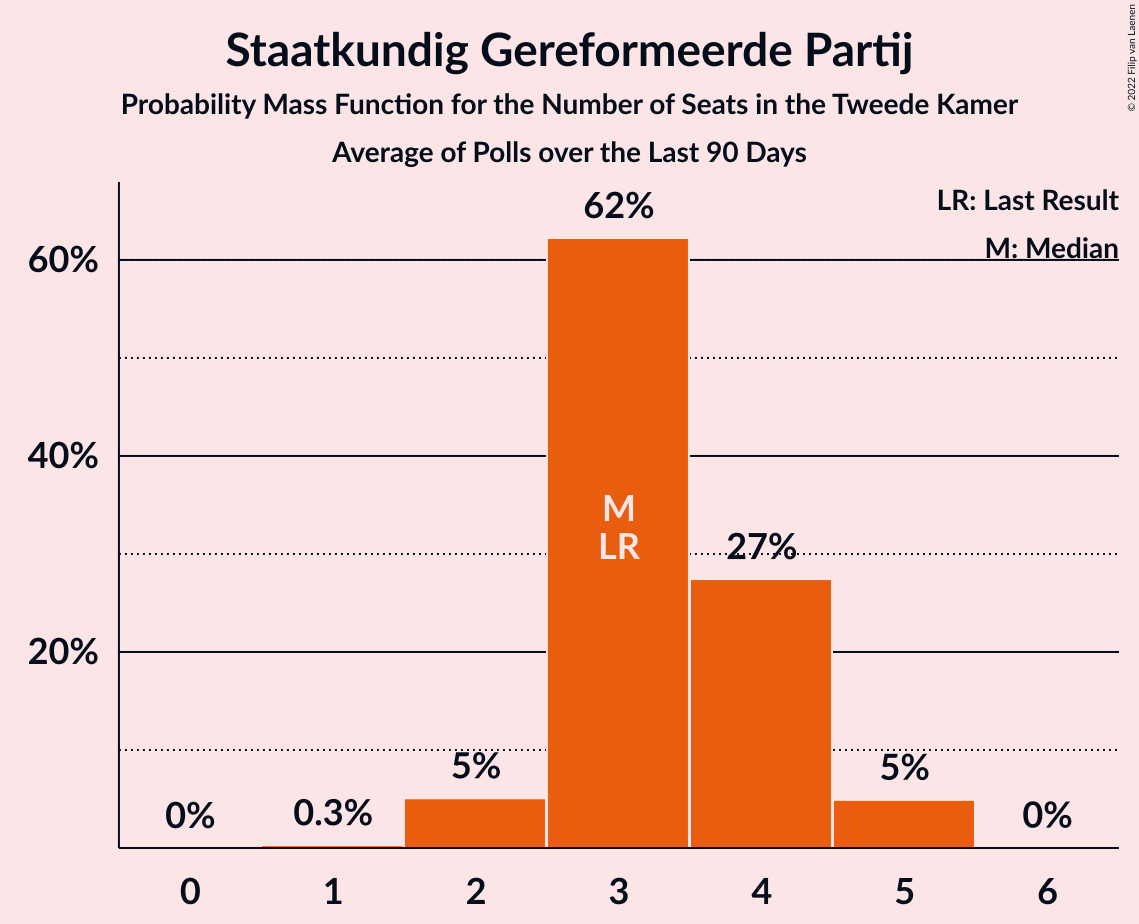 Staatkundig Gereformeerde Partij
Probability Mass Function for the Number of Seats in the Tweede Kamer
Average of Polls over the Last 90 Days
© 2022 Filip van Laenen
LR: Last Result
M: Median
62%
60%
40%
M
LR
27%
20%
0%
0.3%
5%
5%
0%
0 1 2 3 4 5 6